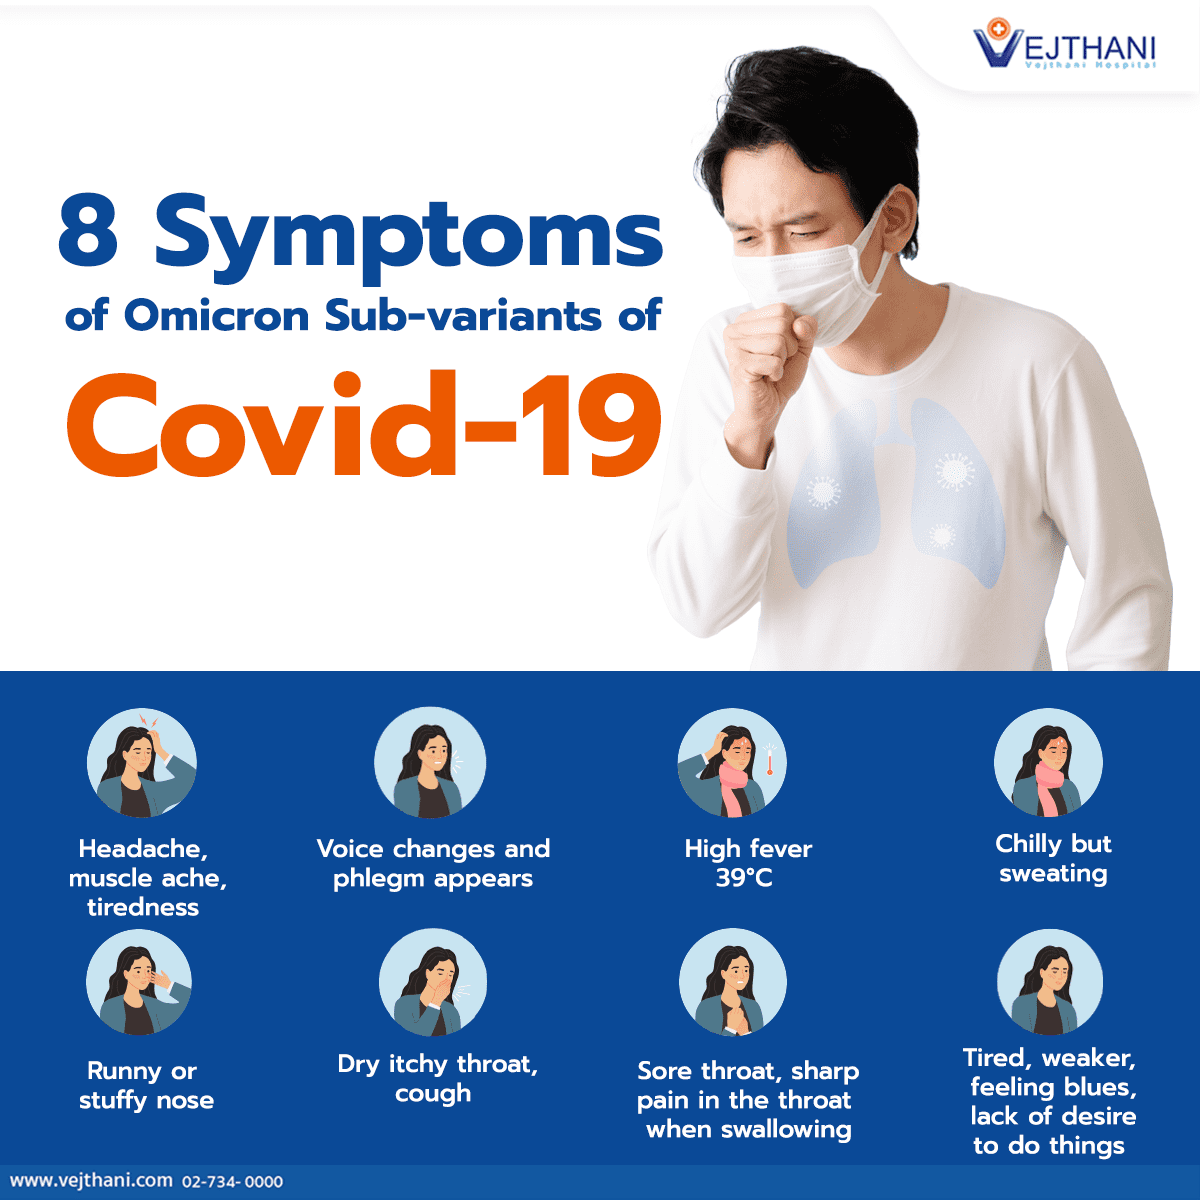 VEJTHANI
Vejthani Hospital
8 Symptoms
of Omicron Sub-variants of
Covid-19
Headache,
muscle ache,
tiredness
Voice changes and
phlegm appears
High fever
39°C
Chilly but
sweating
Runny or
stuffy nose
Dry itchy throat,
cough
Sore throat, sharp
pain in the throat
when swallowing
Tired, weaker,
feeling blues,
lack of desire
to do things
www.vejthani.com 02-734- 0000